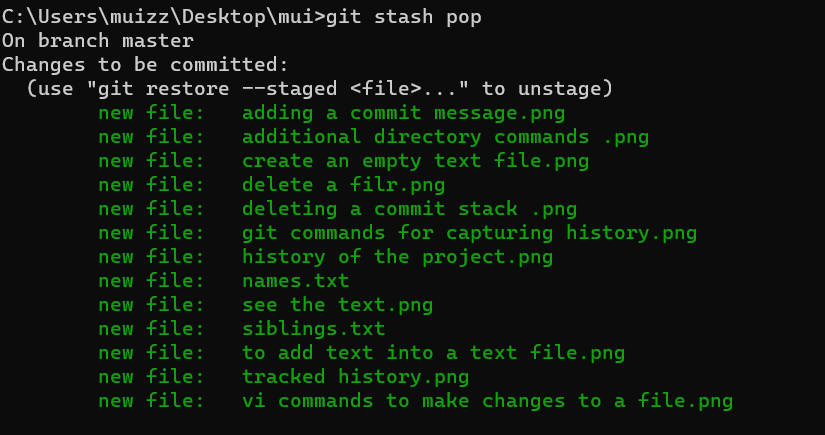 C:\Users\muizz\Desktop\mui>git stash pop
On branch master
Changes to be committed:
  (use "git restore --staged <file>..." to unstage)
        new file:   adding a commit message.png
        new file:   additional directory commands .png
        new file:   create an empty text file.png
        new file:   delete a filr.png
        new file:   deleting a commit stack .png
        new file:   git commands for capturing history.png
        new file:   history of the project.png
        new file:   names.txt
        new file:   see the text.png
        new file:   siblings.txt
        new file:   to add text into a text file.png
        new file:   tracked history.png
        new file:   vi commands to make changes to a file.png